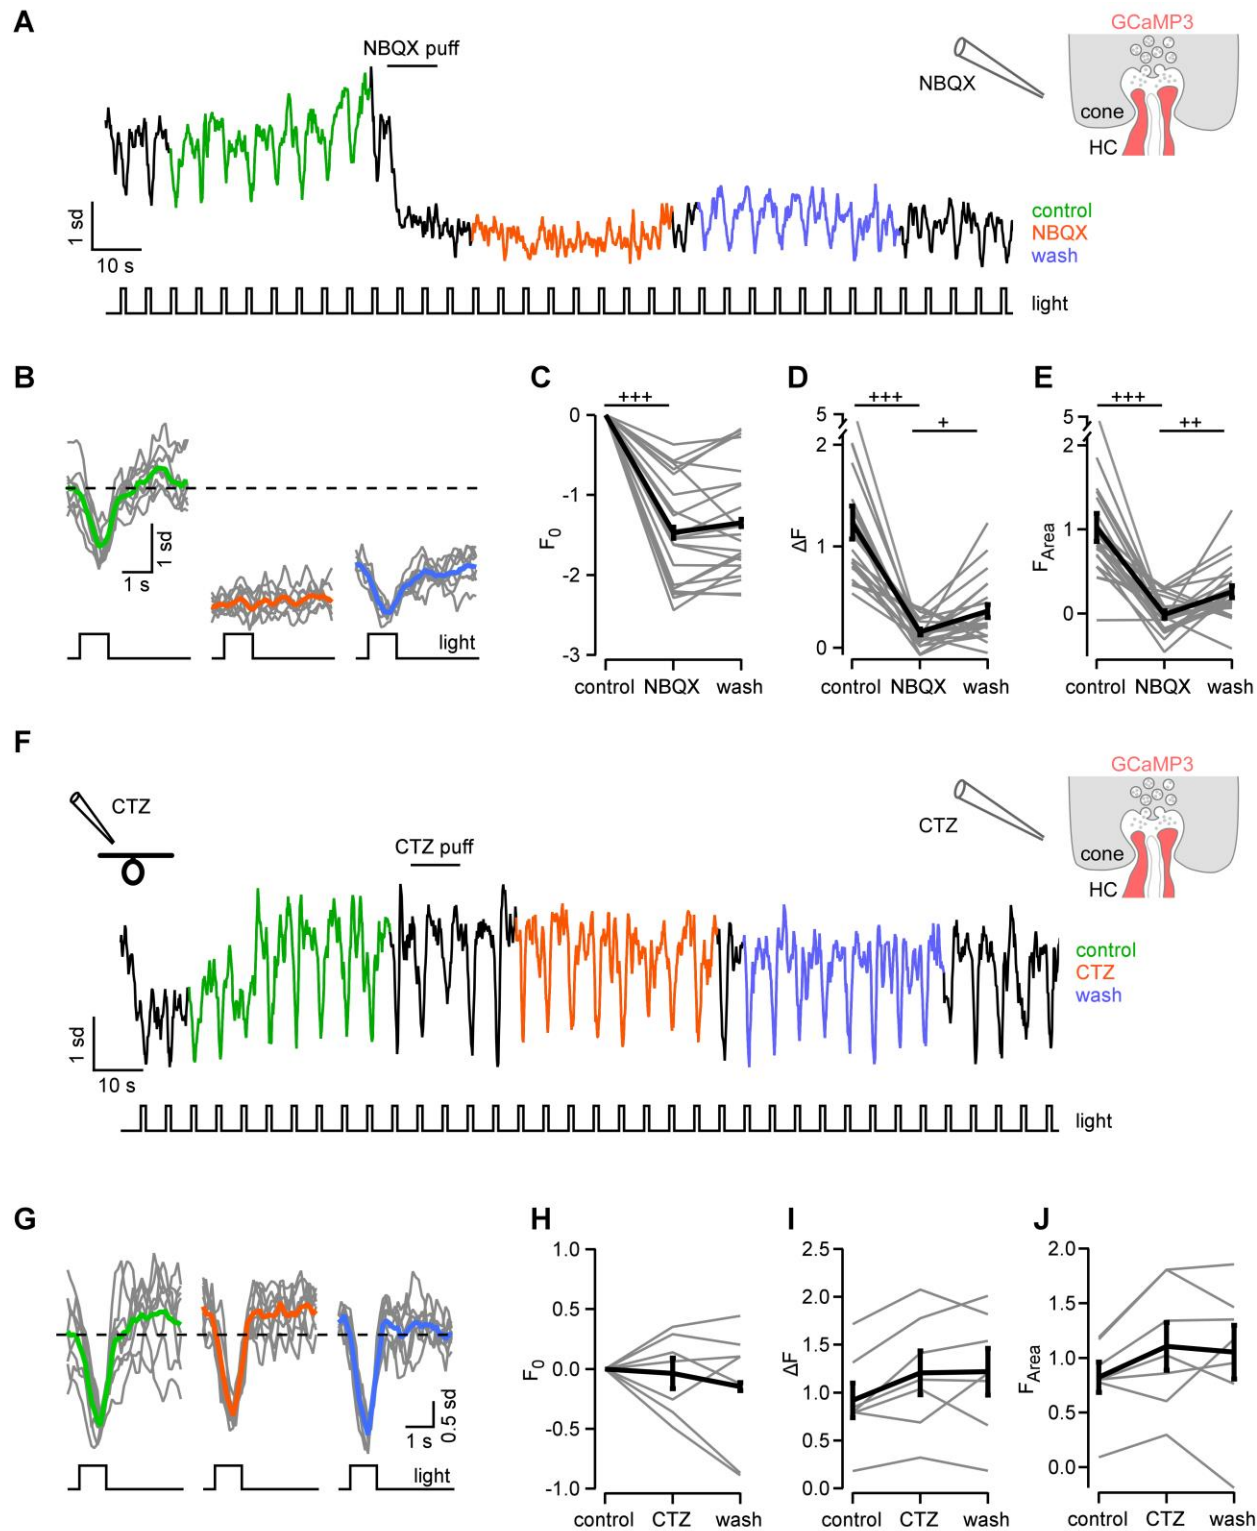 A
NBQX puff
GCaMP3
NBQX
cone
HC
1 sd
10 s
control
NBQX
wash
light
B
1 s
1 sd
light
C
+++
0
-1
-2
-3
F0
control NBQX wash
D
+++
+
5
2
1
0
ΔF
control NBQX wash
E
+++
++
5
2
1
0
FArea
control NBQX wash
F
CTZ
CTZ puff
GCaMP3
CTZ
cone
HC
1 sd
10 s
control
CTZ
wash
light
G
1 s
0.5 sd
light
H
1.0
0.5
0.0
-0.5
-1.0
F0
control CTZ wash
I
2.5
2.0
1.5
1.0
0.5
0.0
ΔF
control CTZ wash
J
2.0
1.5
1.0
0.5
0.0
FArea
control CTZ wash